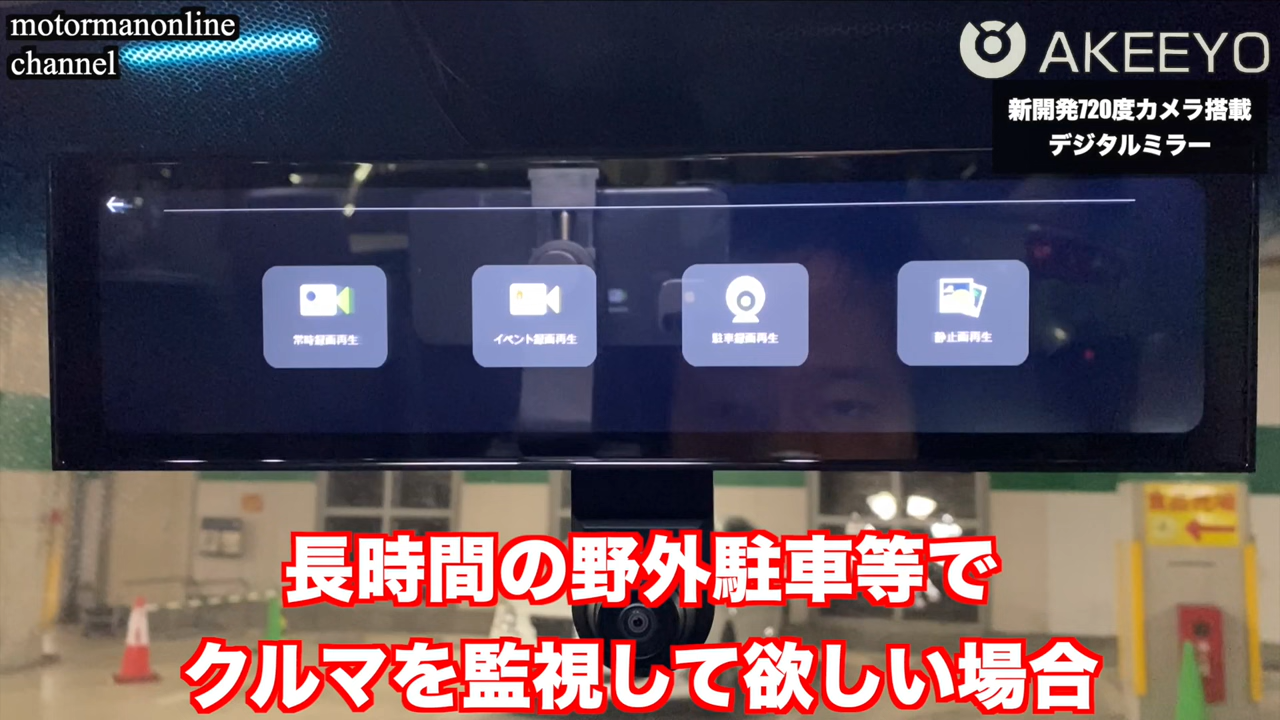 motormanonline
channel
AKEEYO
新開発720度カメラ搭載
デジタルミラー
常時録画再生
イベント録画再生
駐車録画再生
静止画再生
長時間の野外駐車等で
クルマを監視して欲しい場合